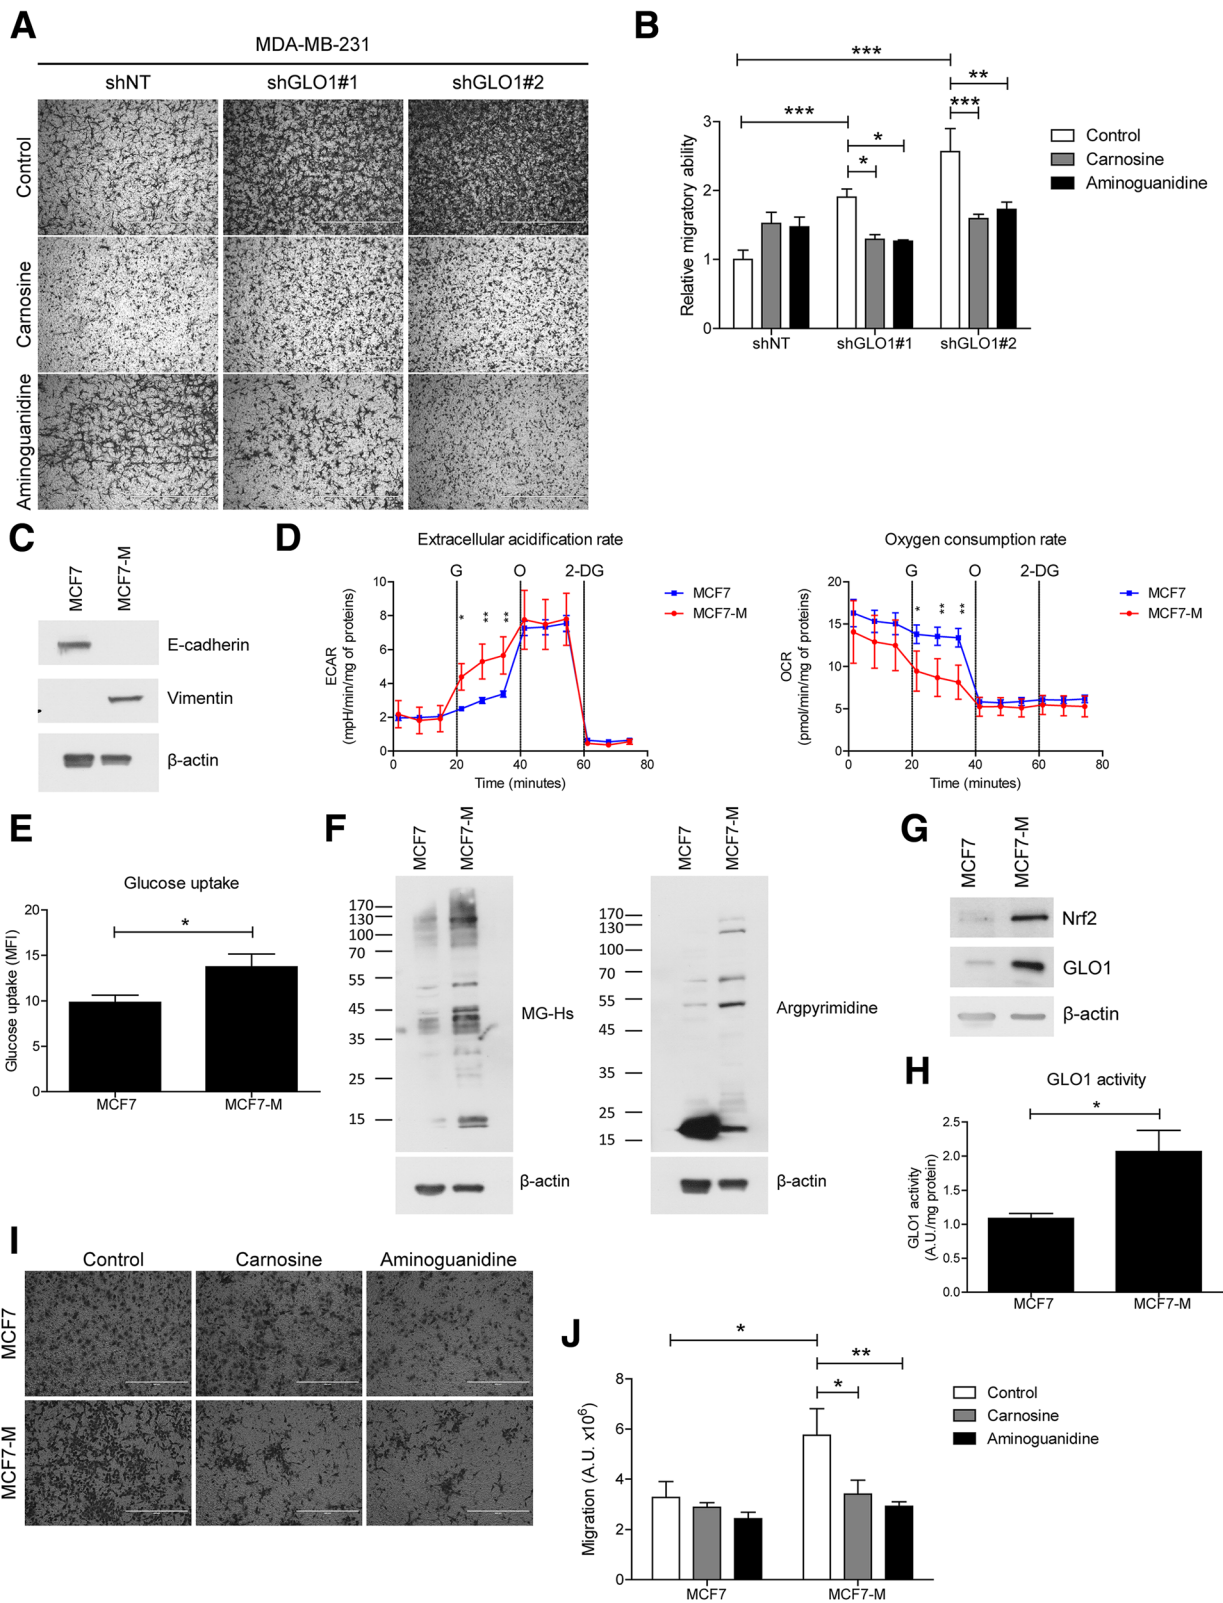 A
MDA-MB-231
shNT
shGLO1#1
shGLO1#2
Control
Carnosine
Aminoguanidine
B
***
**
***
***
*
*
Relative migratory ability
3
2
1
0
shNT
shGLO1#1
shGLO1#2
Control
Carnosine
Aminoguanidine
C
MCF7
MCF7-M
E-cadherin
Vimentin
β-actin
D
Extracellular acidification rate
G
O
2-DG
*
**
**
ECAR
(mpH/min/mg of proteins)
10
8
6
4
2
0
0
20
40
60
80
Time (minutes)
MCF7
MCF7-M
Oxygen consumption rate
G
O
2-DG
*
**
**
OCR
(pmol/min/mg of proteins)
20
15
10
5
0
0
20
40
60
80
Time (minutes)
MCF7
MCF7-M
E
Glucose uptake
*
Glucose uptake (MFI)
20
15
10
5
0
MCF7
MCF7-M
F
MCF7
MCF7-M
170
130
100
70
55
45
35
25
15
MG-Hs
β-actin
MCF7
MCF7-M
170
130
100
70
55
45
35
25
15
Argpyrimidine
β-actin
G
MCF7
MCF7-M
Nrf2
GLO1
β-actin
H
GLO1 activity
*
GLO1 activity
(A.U./mg protein)
2.5
2.0
1.5
1.0
0.5
0.0
MCF7
MCF7-M
I
Control
Carnosine
Aminoguanidine
MCF7
MCF7-M
J
*
**
*
Migration (A.U. x10⁶)
8
6
4
2
0
MCF7
MCF7-M
Control
Carnosine
Aminoguanidine